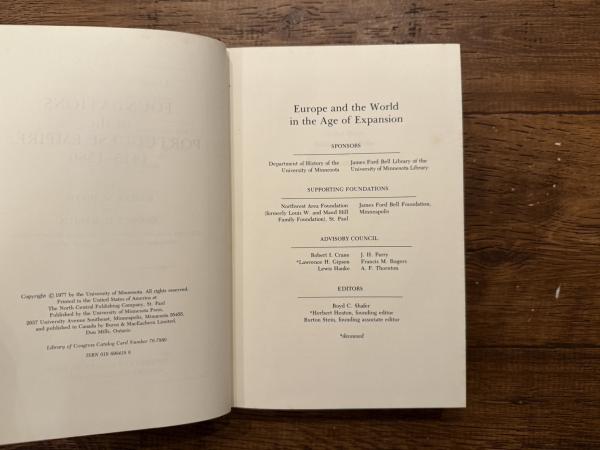 FOUNDATIONS
PORTUGUESE EMPIRE
Copyright © 1977 by the University of Minnesota. All rights reserved.
Printed in the United States of America at
The North Central Publishing Company, St. Paul
Published by the University of Minnesota Press,
2037 University Avenue Southeast, Minneapolis, Minnesota 55455,
and published in Canada by Burns & MacEachern Limited,
Don Mills, Ontario
Library of Congress Catalog Card Number
ISBN
Europe and the World
in the Age of Expansion
SPONSORS
Department of History of the
University of Minnesota
James Ford Bell Library of the
University of Minnesota Library
SUPPORTING FOUNDATIONS
Northwest Area Foundation
(formerly Louis W. and Maud Hill
Family Foundation), St. Paul
James Ford Bell Foundation,
Minneapolis
ADVISORY COUNCIL
Robert I. Crane
*Lawrence H. Gipson
Lewis Hanke
J. H. Parry
Francis M. Rogers
A. P. Thornton
EDITORS
Boyd C. Shafer
*Herbert Heaton, founding editor
Burton Stein, founding associate editor
*deceased